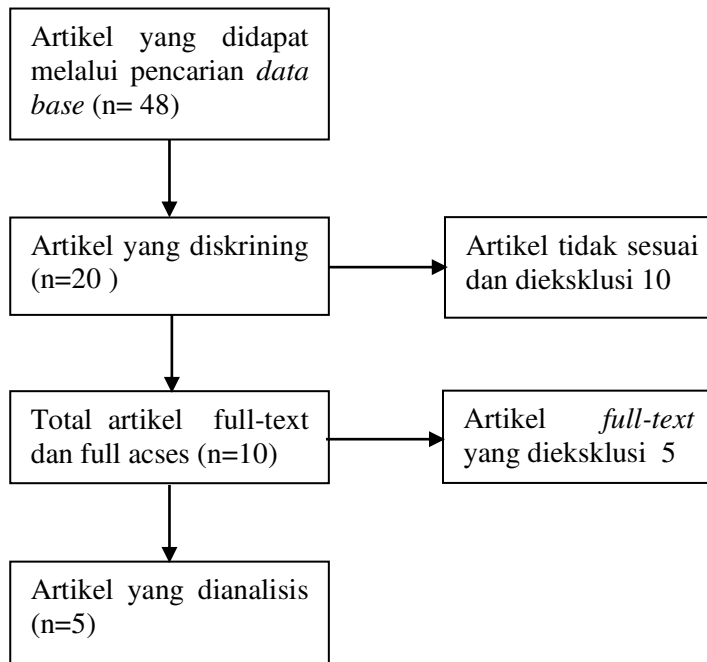 Artikel yang didapat
melalui pencarian data
base (n= 48)
Artikel yang diskrining
(n=20 )
Artikel tidak sesuai
dan dieksklusi 10
Total artikel full-text
dan full acses (n=10)
Artikel full-text
yang dieksklusi 5
Artikel yang dianalisis
(n=5)